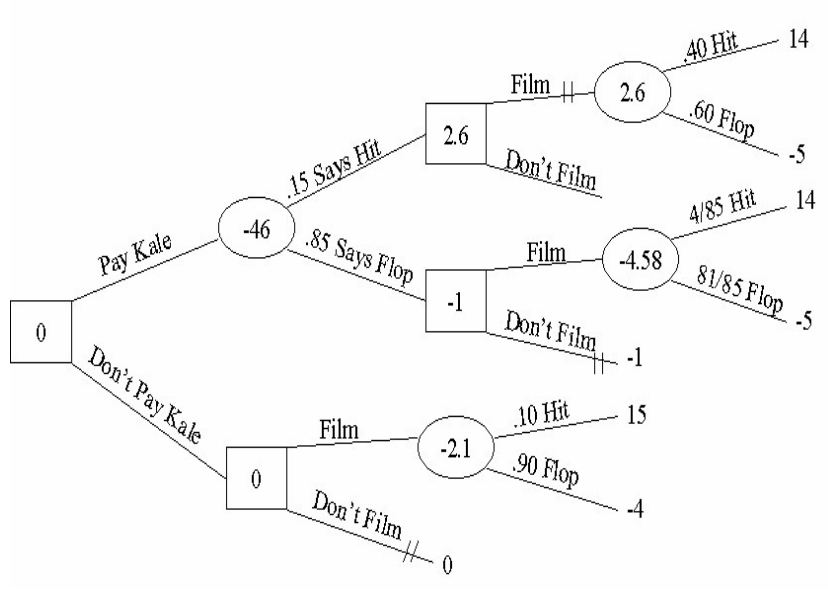 .40 Hit
14
Film
2.6
.60 Flop
-5
2.6
.15 Says Hit
Don't Film
4/85 Hit
14
Pay Kale
-46
.85 Says Flop
Film
-4.58
81/85 Flop
-5
-1
Don't Film
-1
0
Don't Pay Kale
.10 Hit
15
Film
-2.1
.90 Flop
0
-4
Don't Film
0